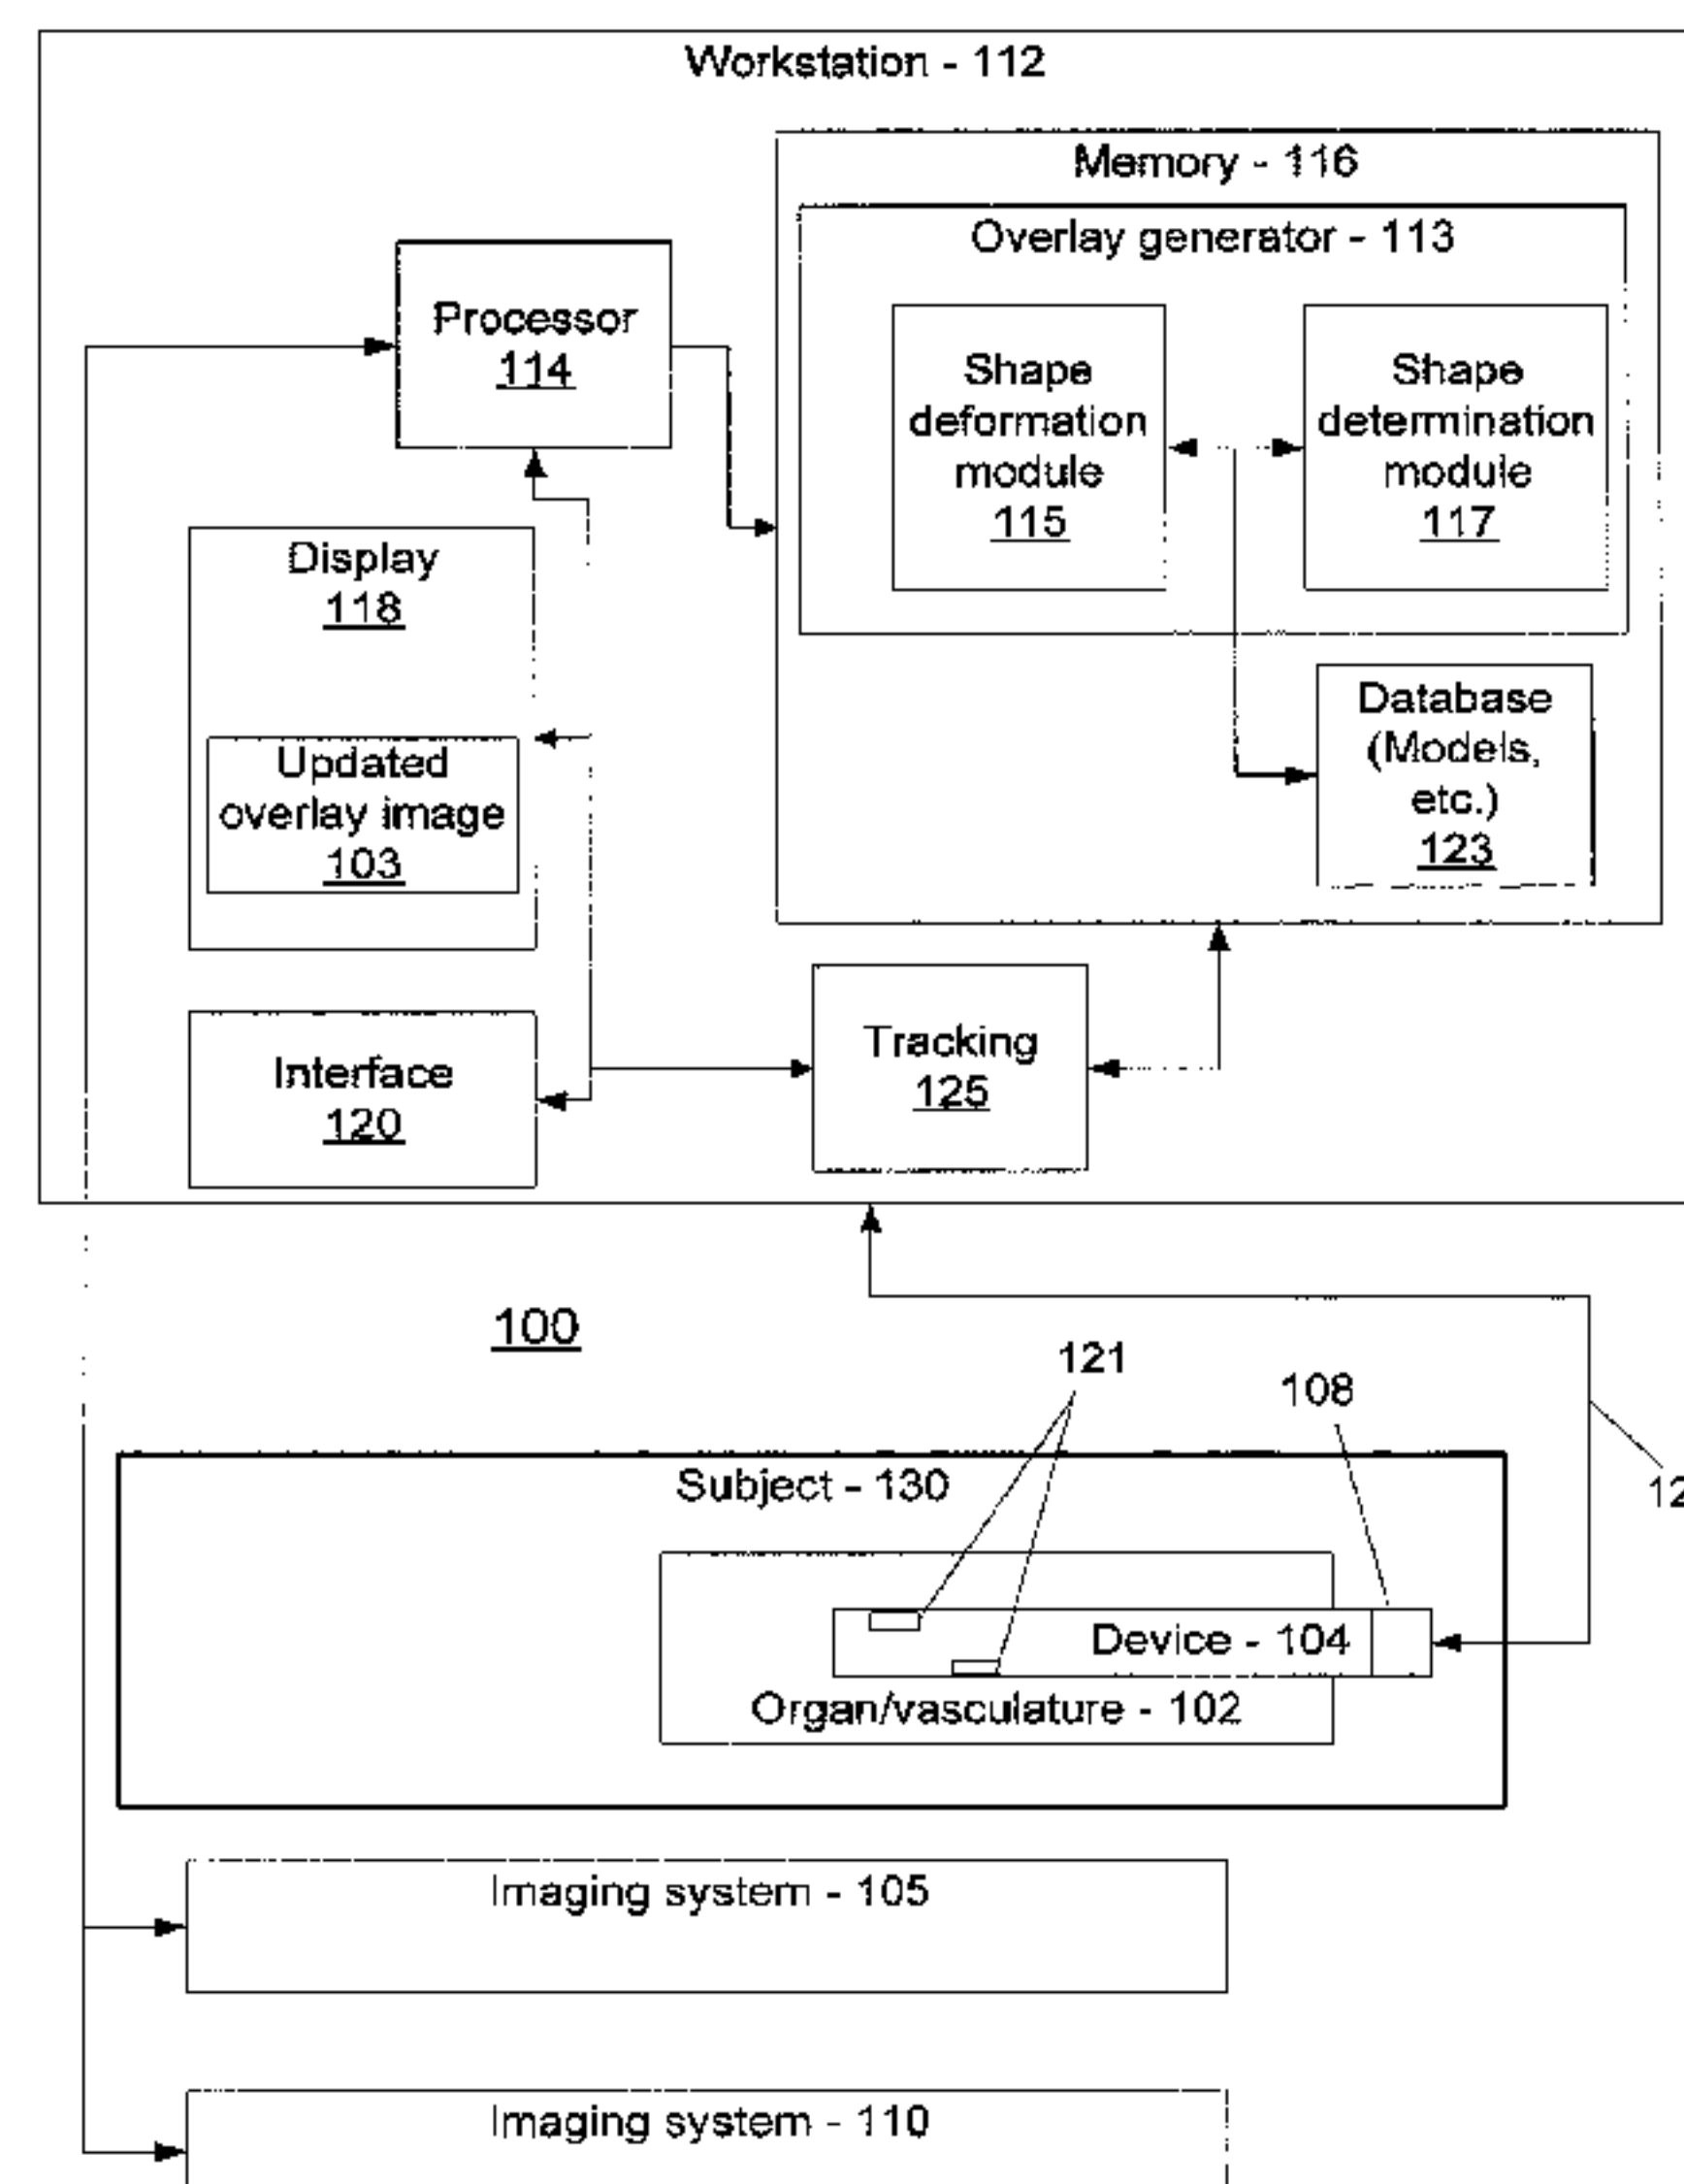 Workstation - 112
Memory - 116
Overlay generator - 113
Processor
114
Shape
deformation
module
115
Shape
determination
module
117
Display
118
Updated
overlay image
103
Database
(Models,
etc.)
123
Interface
120
Tracking
125
100
121
108
Subject - 130
Device - 104
Organ/vasculature - 102
Imaging system - 105
Imaging system - 110